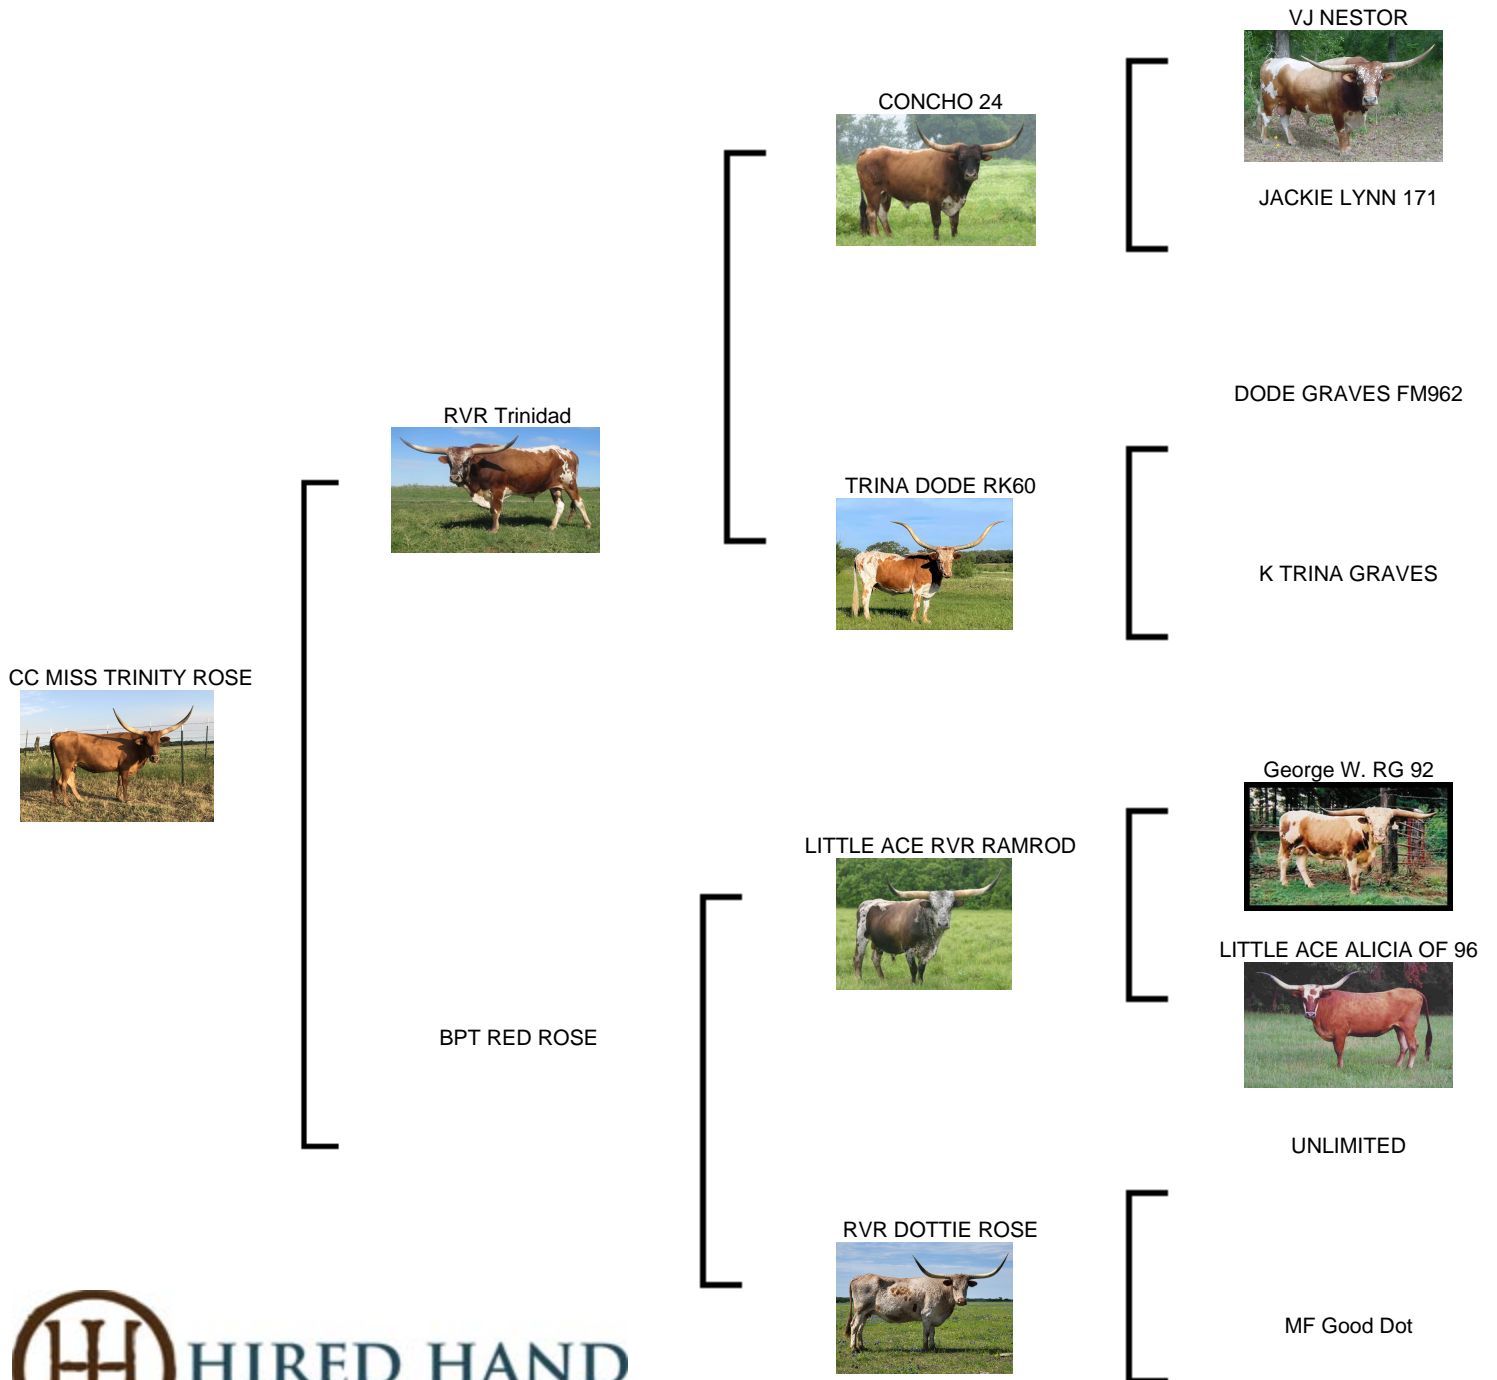 VJ NESTOR
CONCHO 24
JACKIE LYNN 171
DODE GRAVES FM962
RVR Trinidad
TRINA DODE RK60
K TRINA GRAVES
CC MISS TRINITY ROSE
George W. RG 92
LITTLE ACE RVR RAMROD
LITTLE ACE ALICIA OF 96
BPT RED ROSE
UNLIMITED
RVR DOTTIE ROSE
MF Good Dot
HIRED HAND